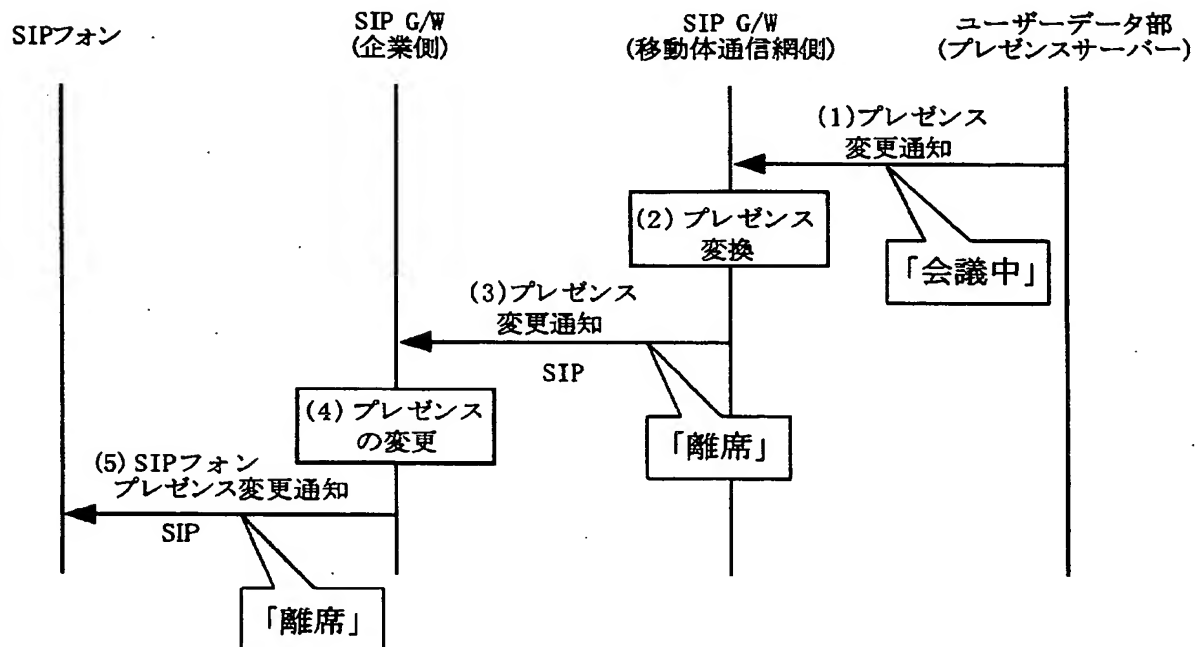 SIPフォン
SIP G/W
(企業側)
SIP G/W
(移動体通信網側)
ユーザーデータ部
(プレゼンスサーバー)
(1)プレゼンス
変更通知
(2)プレゼンス
変換
「会議中」
(3)プレゼンス
変更通知
SIP
(4)プレゼンス
の変更
「離席」
(5)SIPフォン
プレゼンス変更通知
SIP
「離席」